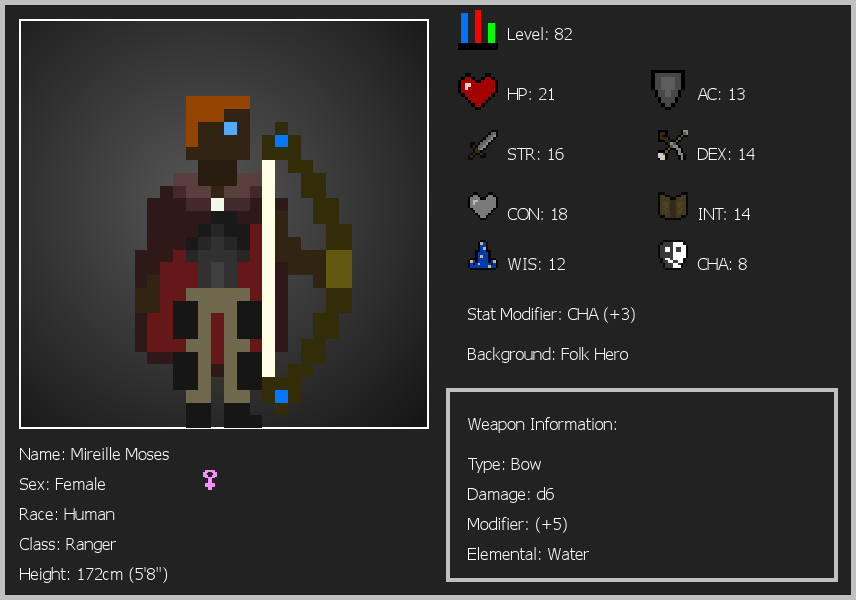 Level: 82
HP: 21
AC: 13
STR: 16
DEX: 14
CON: 18
INT: 14
WIS: 12
CHA: 8
Stat Modifier: CHA (+3)
Background: Folk Hero
Weapon Information:
Type: Bow
Damage: d6
Modifier: (+5)
Elemental: Water
Name: Mireille Moses
Sex: Female
Race: Human
Class: Ranger
Height: 172cm (5'8")